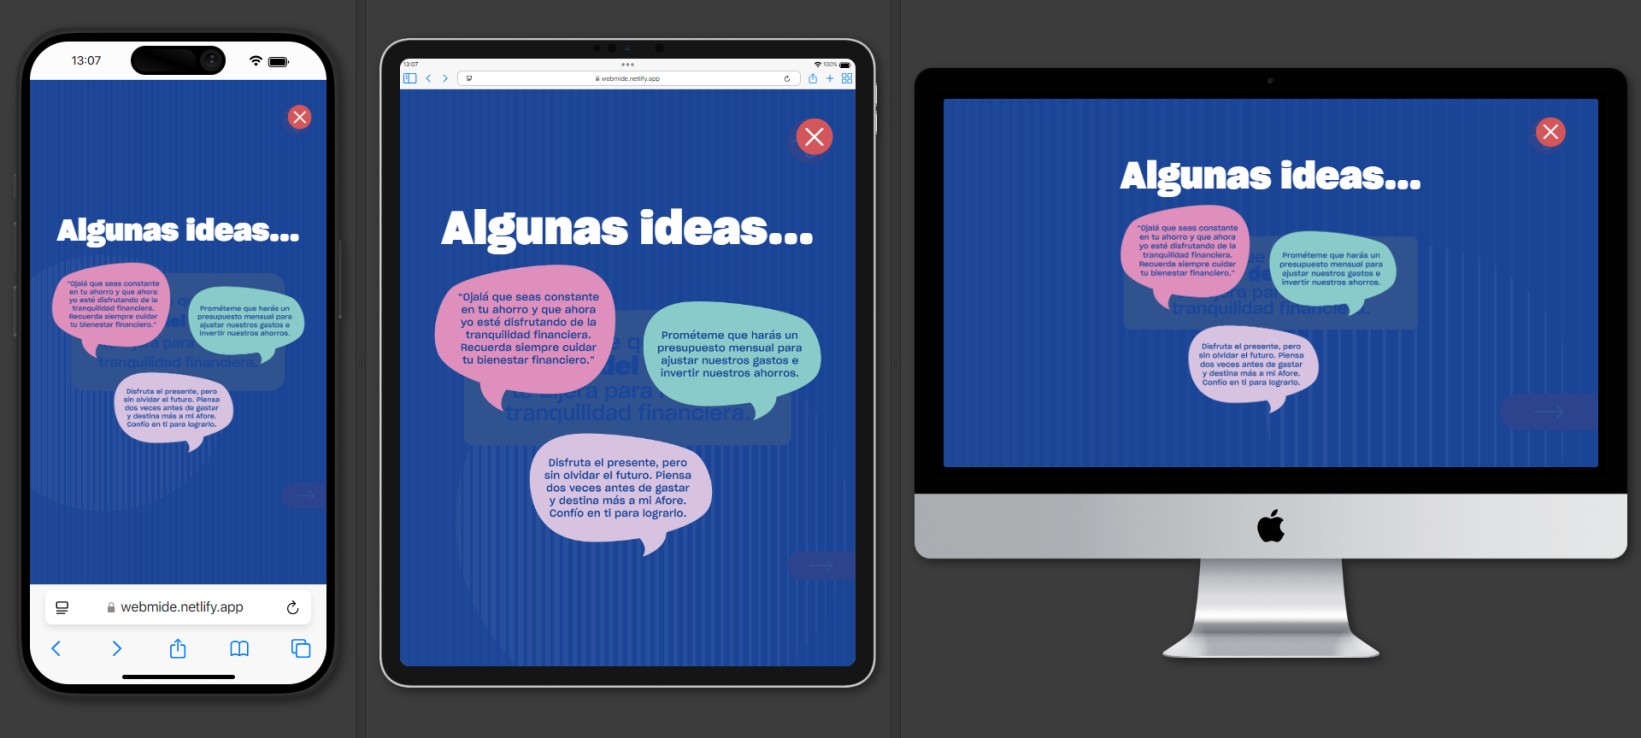 13:07
Algunas ideas...
"Ojalá que seas constante
en tu ahorro y que ahora
yo esté disfrutando de la
tranquilidad financiera.
Recuerda siempre cuidar
tu bienestar financiero."
Prométeme que harás un
presupuesto mensual para
ajustar nuestros gastos e
invertir nuestros ahorros.
para
tranquilidad financiera.
Disfruta el presente, pero
sin olvidar el futuro. Piensa
dos veces antes de gastar
y destina más a mi Afore.
Confío en ti para lograrlo.
webmide.netlify.app
13:07
100%
webmide.netlify.app
Algunas ideas...
"Ojalá que seas constante
en tu ahorro y que ahora
yo esté disfrutando de la
tranquilidad financiera.
Recuerda siempre cuidar
tu bienestar financiero."
Prométeme que harás un
presupuesto mensual para
ajustar nuestros gastos e
invertir nuestros ahorros.
del
para
tranquilidad financiera.
Disfruta el presente, pero
sin olvidar el futuro. Piensa
dos veces antes de gastar
y destina más a mi Afore.
Confío en ti para lograrlo.
Algunas ideas...
"Ojalá que seas constante
en tu ahorro y que ahora
yo esté disfrutando de la
tranquilidad financiera.
Recuerda siempre cuidar
tu bienestar financiero."
Prométeme que harás un
presupuesto mensual para
ajustar nuestros gastos e
invertir nuestros ahorros.
tranquilidad financiera.
Disfruta el presente, pero
sin olvidar el futuro. Piensa
dos veces antes de gastar
y destina más a mi Afore.
Confío en ti para lograrlo.